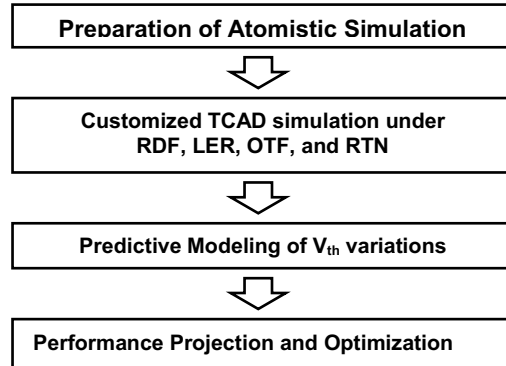 Preparation of Atomistic Simulation
Customized TCAD simulation under
RDF, LER, OTF, and RTN
Predictive Modeling of Vth variations
Performance Projection and Optimization